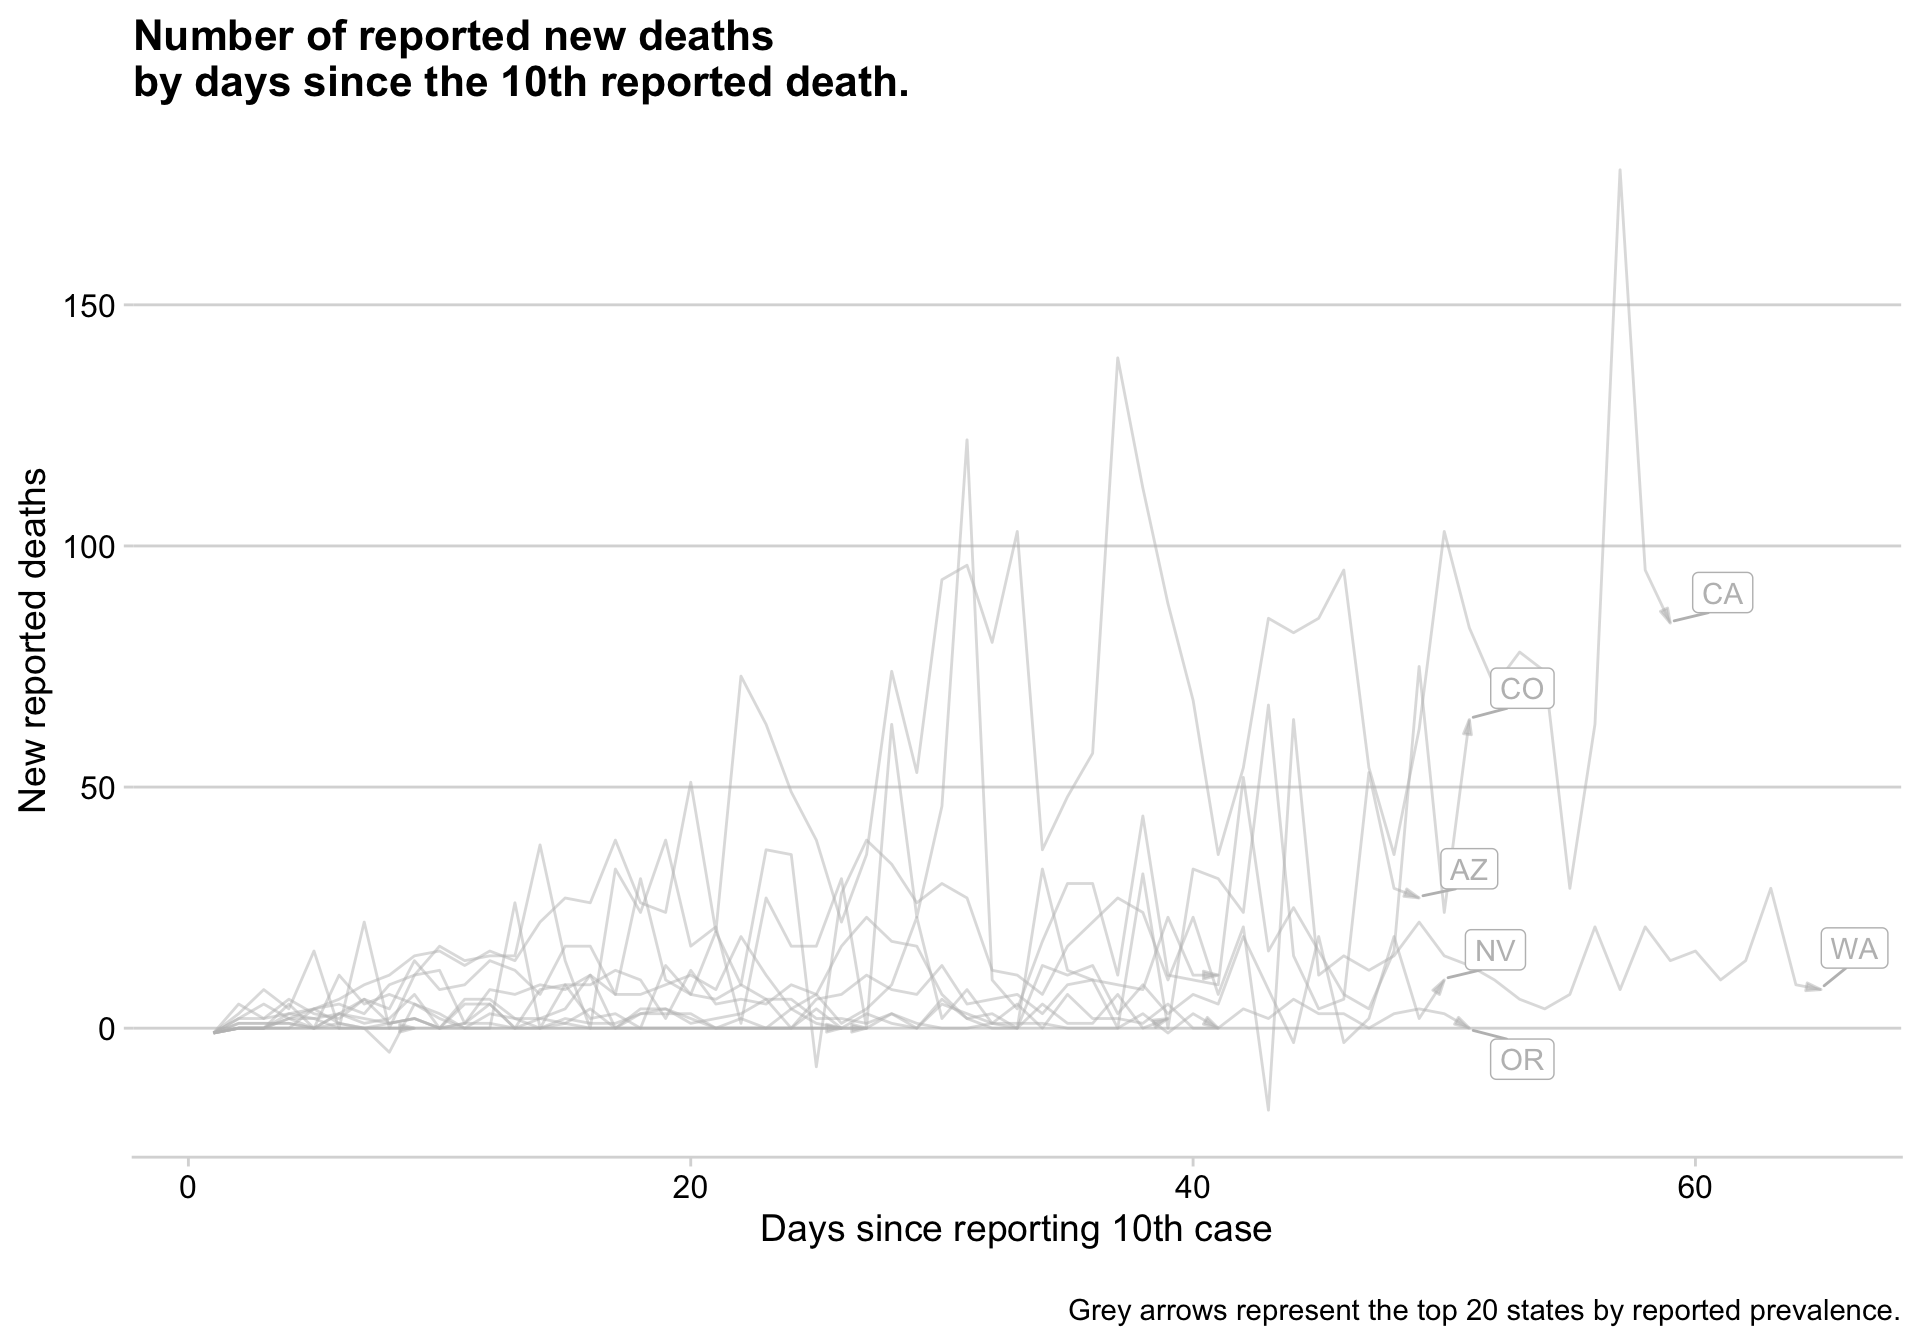 Number of reported new deaths
by days since the 10th reported death.
New reported deaths
150
100
50
0
CA
CO
AZ
NV
WA
OR
0 20 40 60
Days since reporting 10th case
Grey arrows represent the top 20 states by reported prevalence.